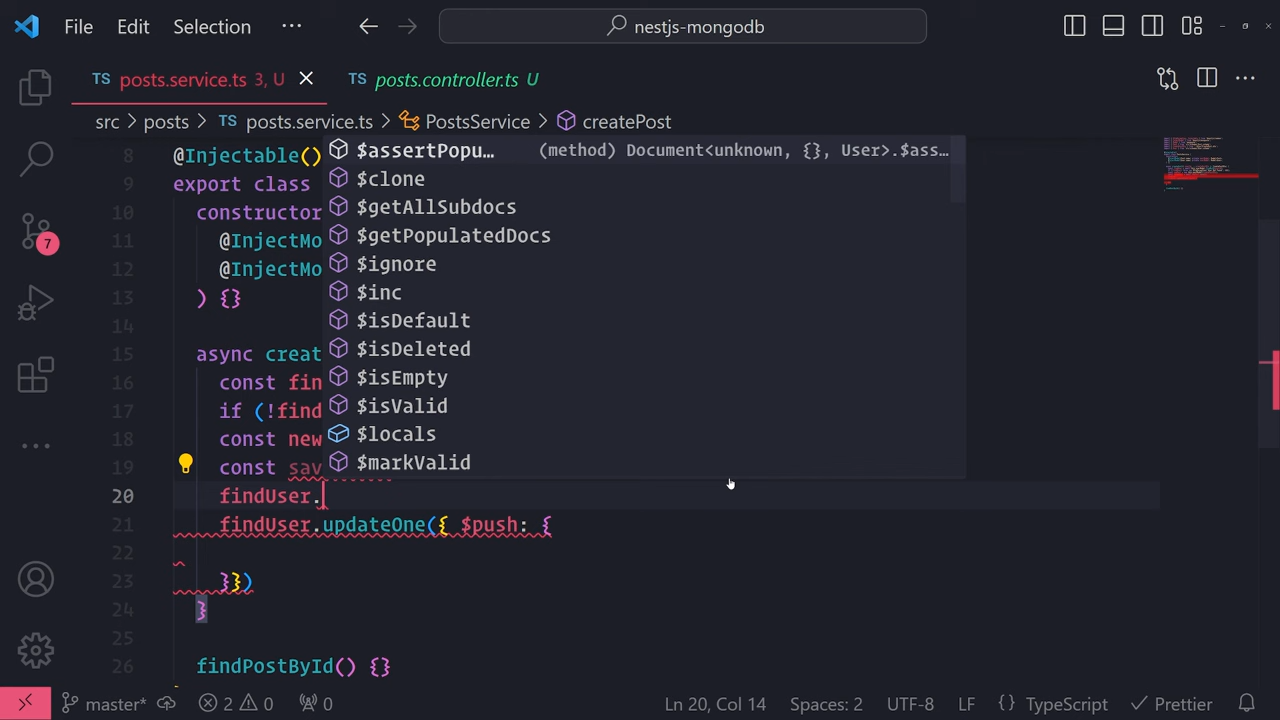 File Edit Selection ··· nestjs-mongodb
TS posts.service.ts 3, U TS posts.controller.ts U
src > posts > TS posts.service.ts > PostsService > createPost
8 @Injectable()
9 export class
10 constructor
11 @InjectMo
12 @InjectMo
13 ) {}
14
15 async creat
16 const fin
17 if (!find
18 const new
19 const sav
20 findUser.
21 findUser.updateOne({ $push: {
22
23 }})
24 }
25
26 findPostById() {}
$assertPopu… (method) Document<unknown, {}, User>.$ass…
$clone
$getAllSubdocs
$getPopulatedDocs
$ignore
$inc
$isDefault
$isDeleted
$isEmpty
$isValid
$locals
$markValid
7
master* 2 0 0 Ln 20, Col 14 Spaces: 2 UTF-8 LF {} TypeScript Prettier